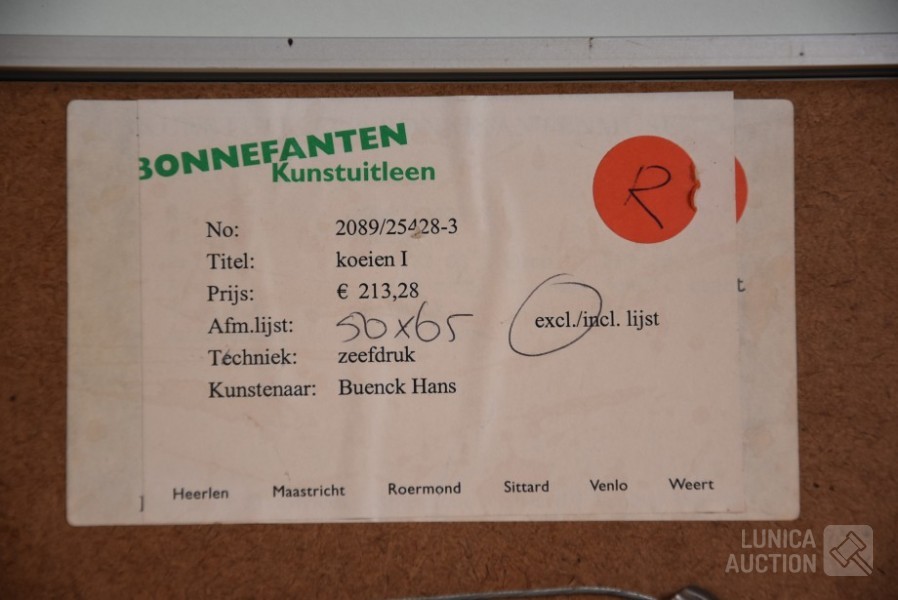 BONNEFANTEN
Kunstuitleen
R
No: 2089/25428-3
Titel: koeien I
Prijs: € 213,28
Afm.lijst: 50x65 excl./incl. lijst
Techniek: zeefdruk
Kunstenaar: Buenck Hans
Heerlen Maastricht Roermond Sittard Venlo Weert
LUNICA
AUCTION